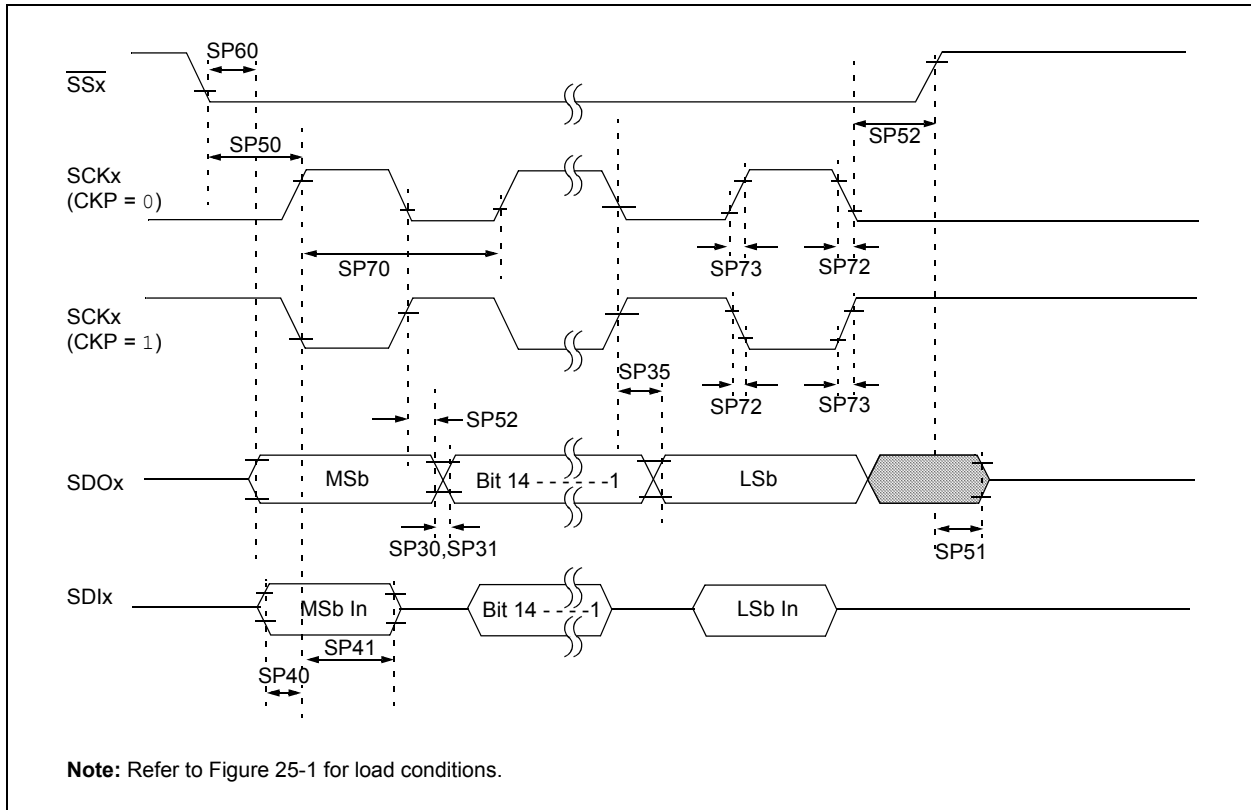 SP60
SSx
SP52
SP50
SCKx
(CKP = 0)
SP73
SP72
SP70
SCKx
(CKP = 1)
SP35
SP72
SP73
SP52
SDOx
MSb
Bit 14 - - - - - -1
LSb
SP30,SP31
SP51
SDIx
MSb In
Bit 14 - - - -1
LSb In
SP41
SP40
Note: Refer to Figure 25-1 for load conditions.